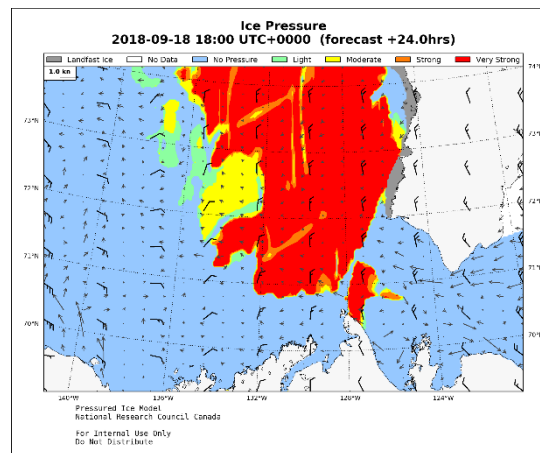 Ice Pressure
2018-09-18 18:00 UTC+0000 (forecast +24.0hrs)
Landfast Ice No Data No Pressure Light Moderate Strong Very Strong
1.0 kn
74°
73°N
73°
72°N
72°
71°N
71°
70°N
70°
140°W 136°W 132°W 128°W 124°W
Pressured Ice Model
National Research Council Canada
For Internal Use Only
Do Not Distribute